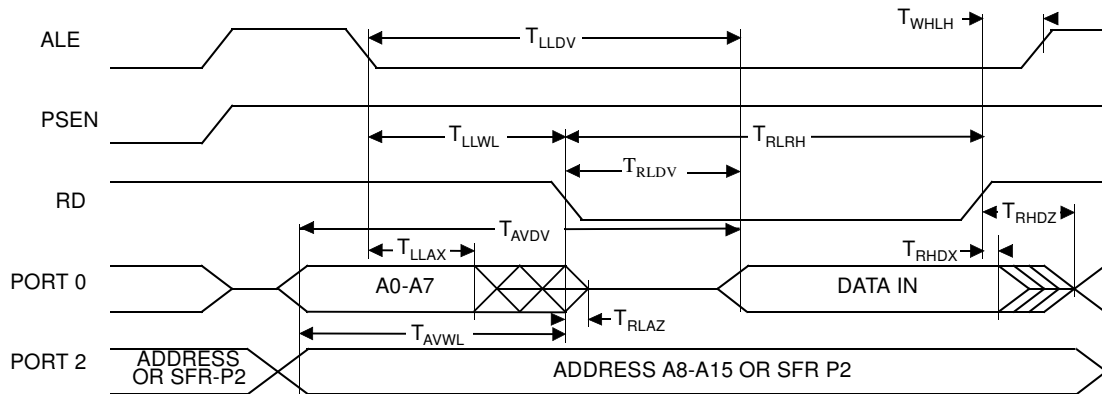 T_WHLH
ALE
T_LLDV
PSEN
T_LLWL
T_RLRH
T_RLDV
RD
T_RHDZ
T_AVDV
T_LLAX
T_RHDX
PORT 0
A0-A7
DATA IN
T_RLAZ
T_AVWL
PORT 2
ADDRESS
OR SFR-P2
ADDRESS A8-A15 OR SFR P2